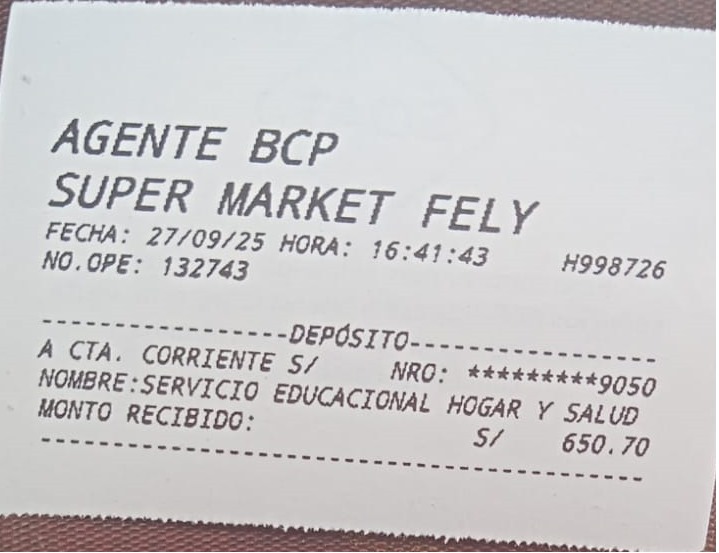 AGENTE BCP
SUPER MARKET FELY
FECHA: 27/09/25 HORA: 16:41:43 H998726
NO.OPE: 132743
-----------------DEPÓSITO-----------------
A CTA. CORRIENTE S/ NRO: *********9050
NOMBRE:SERVICIO EDUCACIONAL HOGAR Y SALUD
MONTO RECIBIDO: S/ 650.70
------------------------------------------